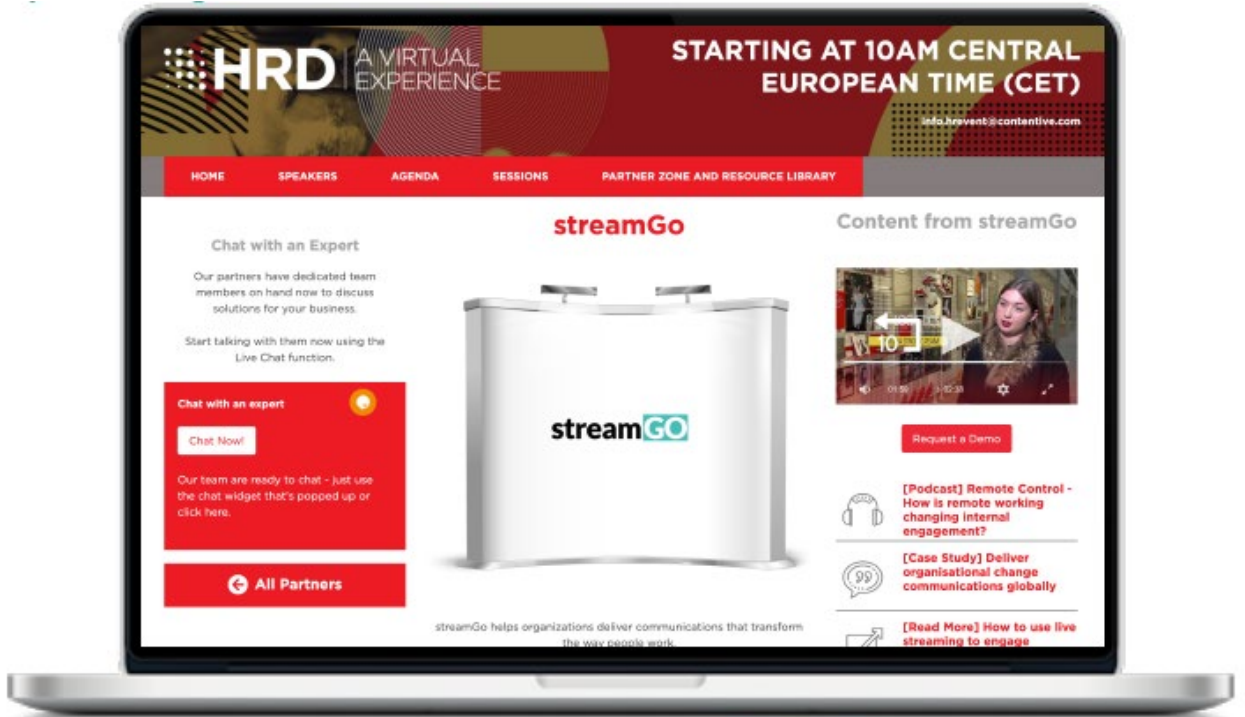 HRD
A VIRTUAL
EXPERIENCE
STARTING AT 10AM CENTRAL
EUROPEAN TIME (CET)
info.hrevent@contentive.com
HOME
SPEAKERS
AGENDA
SESSIONS
PARTNER ZONE AND RESOURCE LIBRARY
Chat with an Expert
Our partners have dedicated team
members on hand now to discuss
solutions for your business.
Start talking with them now using the
Live Chat function.
Chat with an expert
Chat Now!
Our team are ready to chat - just use
the chat widget that's popped up or
click here.
All Partners
streamGo
streamGO
streamGo helps organizations deliver communications that transform
the way people work.
Content from streamGo
10
01:59
02:38
Request a Demo
[Podcast] Remote Control -
How is remote working
changing internal
engagement?
[Case Study] Deliver
organisational change
communications globally
[Read More] How to use live
streaming to engage